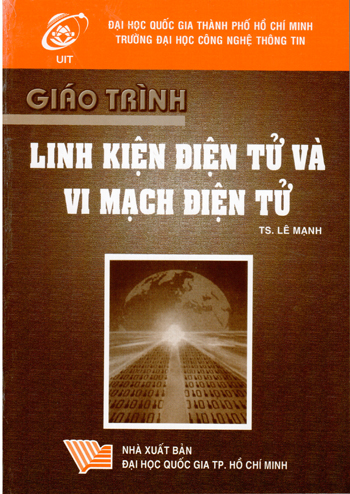 ĐẠI HỌC QUỐC GIA THÀNH PHỐ HỒ CHÍ MINH
TRƯỜNG ĐẠI HỌC CÔNG NGHỆ THÔNG TIN
UIT
GIÁO TRÌNH
LINH KIỆN ĐIỆN TỬ VÀ
VI MẠCH ĐIỆN TỬ
TS. LÊ MẠNH
NHÀ XUẤT BẢN
ĐẠI HỌC QUỐC GIA TP. HỒ CHÍ MINH